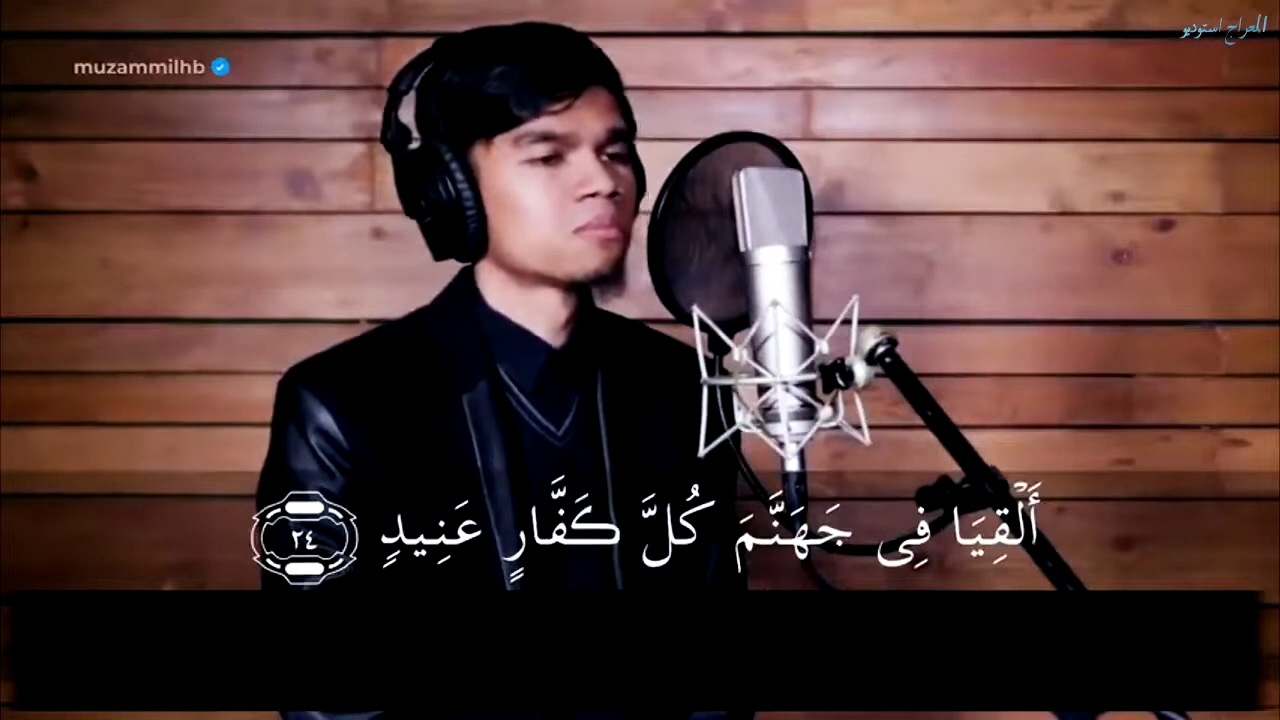 المعراج استوديو
muzammilhb
أَلْقِيَا فِى جَهَنَّمَ كُلَّ كَفَّارٍ عَنِيدٍ ٢٤